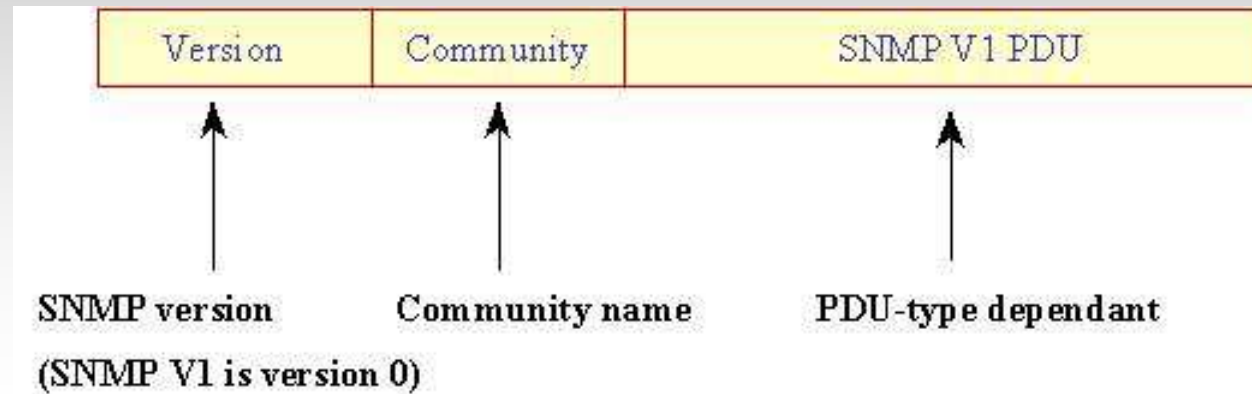 Version Community SNMP V1 PDU
SNMP version Community name PDU-type dependant
(SNMP V1 is version 0)